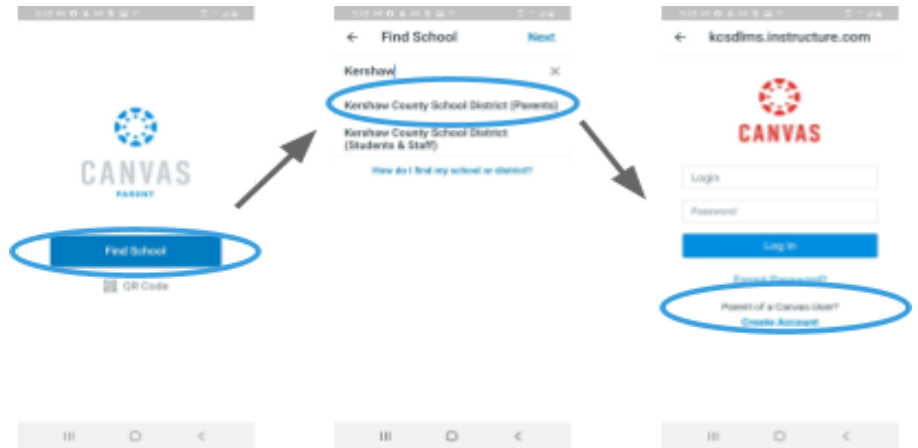 CANVAS
PARENT
Find School
QR Code
Find School
Next
Kershaw
Kershaw County School District (Parents)
Kershaw County School District
(Students & Staff)
How do I find my school or district?
kcsdlms.instructure.com
CANVAS
Login
Password
Log In
Forgot Password?
Parent of a Canvas User?
Create Account